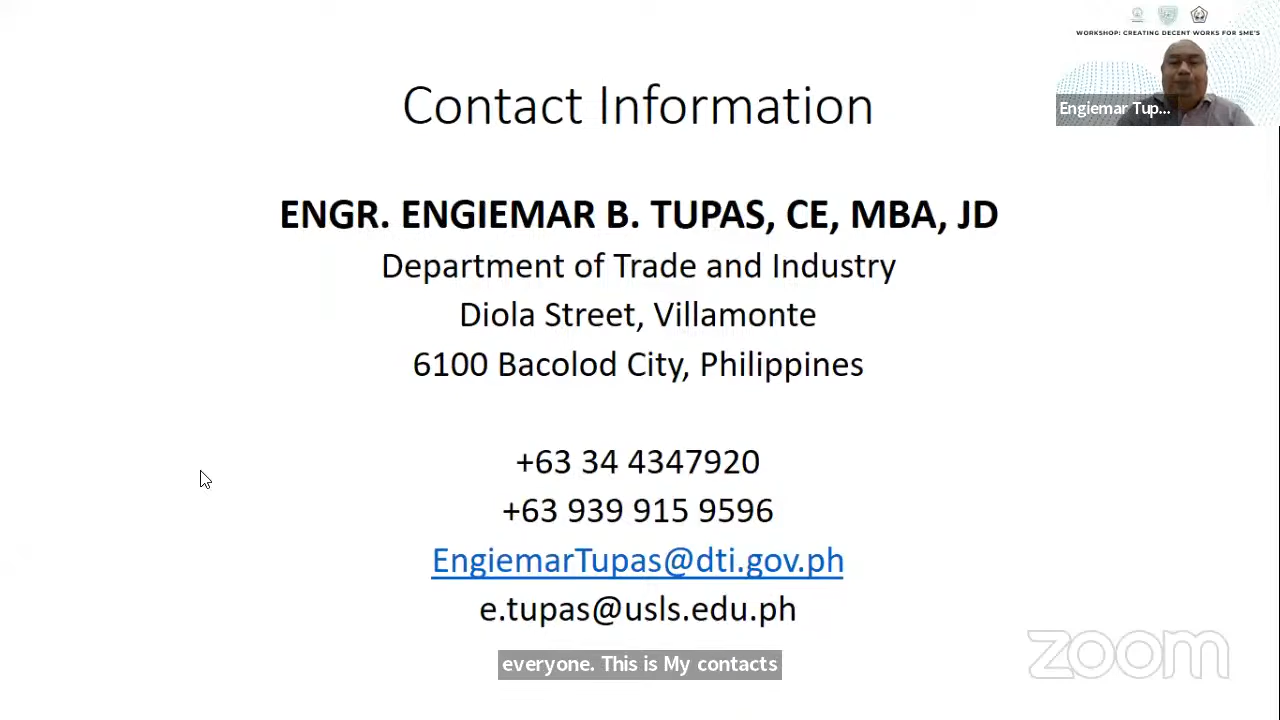 WORKSHOP: CREATING DECENT WORKS FOR SME'S
Engiemar Tup...
Contact Information
ENGR. ENGIEMAR B. TUPAS, CE, MBA, JD
Department of Trade and Industry
Diola Street, Villamonte
6100 Bacolod City, Philippines
+63 34 4347920
+63 939 915 9596
EngiemarTupas@dti.gov.ph
e.tupas@usls.edu.ph
everyone. This is My contacts
zoom